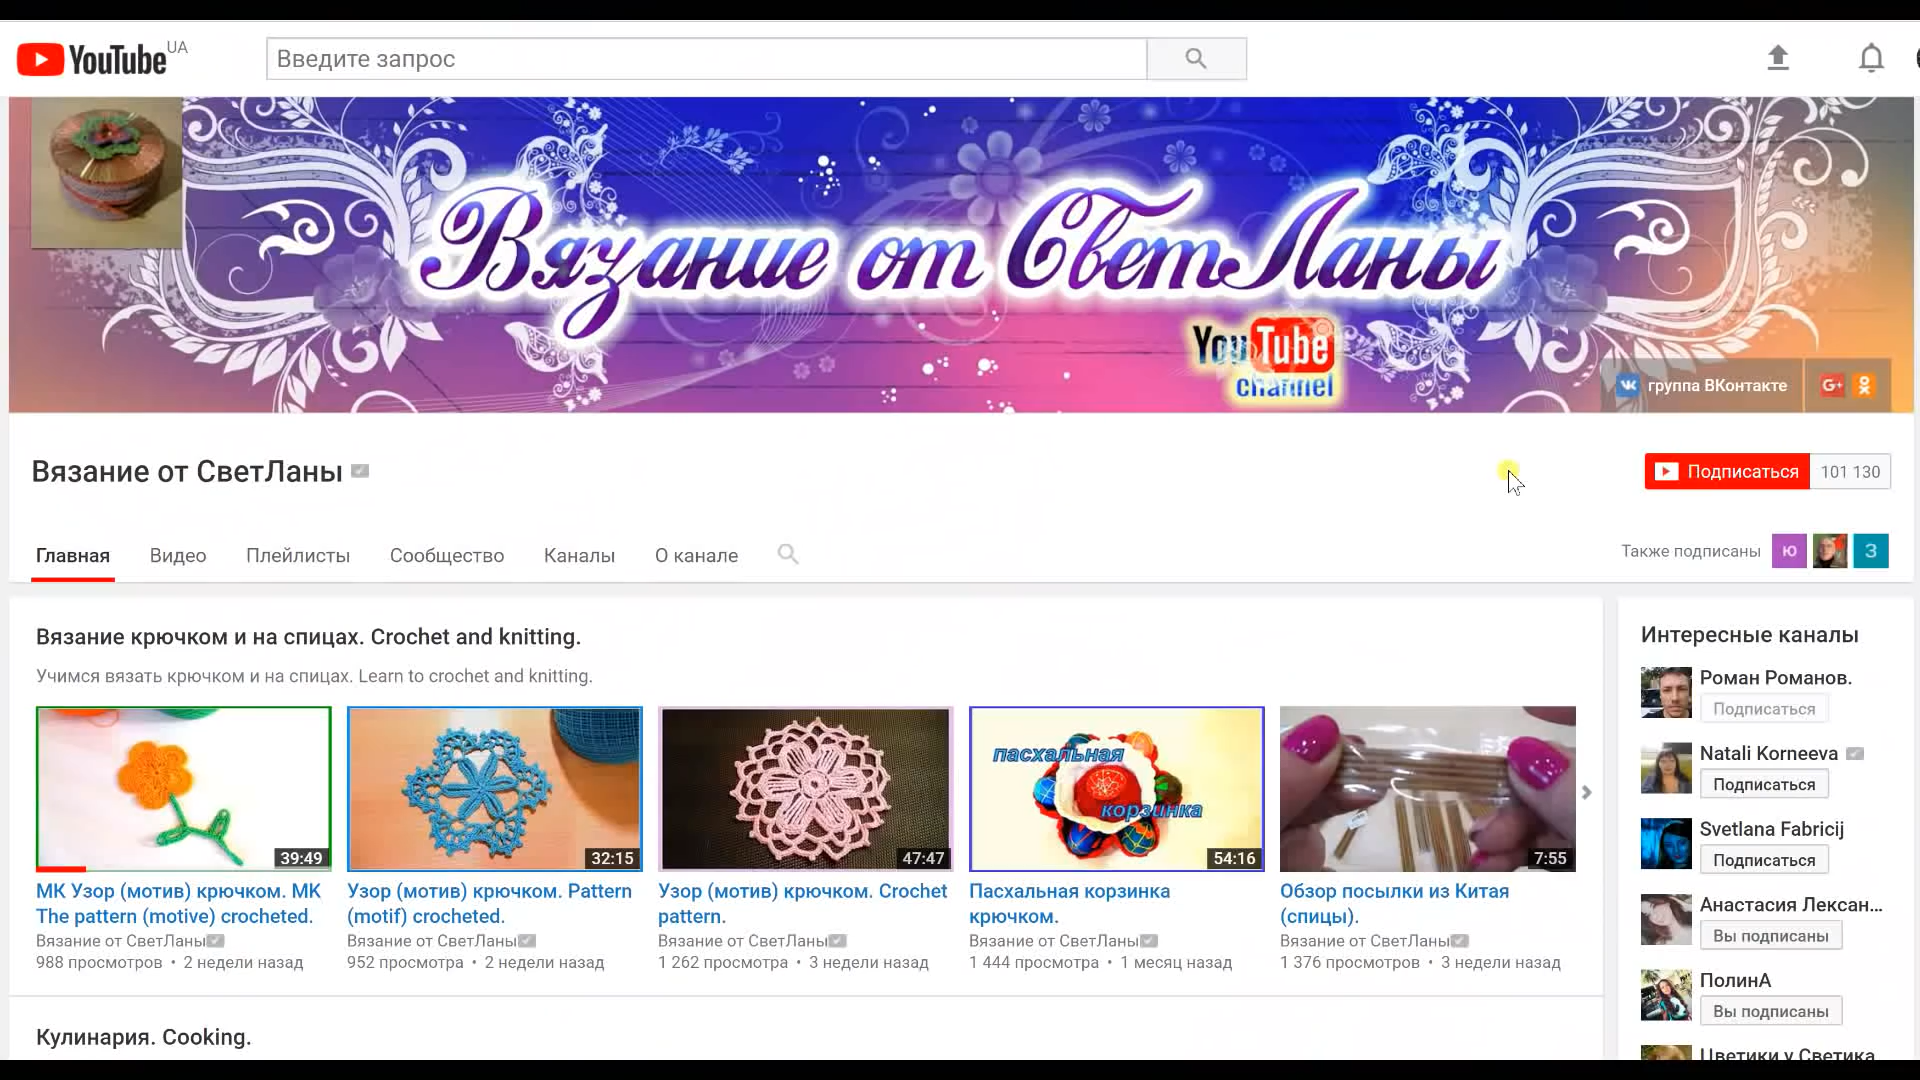 YouTube UA
Введите запрос
Вязание от СветЛаны
You Tube
channel
группа ВКонтакте
G+
Вязание от СветЛаны
Подписаться
101 130
Главная
Видео
Плейлисты
Сообщество
Каналы
О канале
Также подписаны
Ю
З
Вязание крючком и на спицах. Crochet and knitting.
Учимся вязать крючком и на спицах. Learn to crochet and knitting.
39:49
МК Узор (мотив) крючком. МК
The pattern (motive) crocheted.
Вязание от СветЛаны
988 просмотров • 2 недели назад
32:15
Узор (мотив) крючком. Pattern
(motif) crocheted.
Вязание от СветЛаны
952 просмотра • 2 недели назад
47:47
Узор (мотив) крючком. Crochet
pattern.
Вязание от СветЛаны
1 262 просмотра • 3 недели назад
пасхальная
корзинка
54:16
Пасхальная корзинка
крючком.
Вязание от СветЛаны
1 444 просмотра • 1 месяц назад
7:55
Обзор посылки из Китая
(спицы).
Вязание от СветЛаны
1 376 просмотров • 3 недели назад
Кулинария. Cooking.
Интересные каналы
Роман Романов.
Подписаться
Natali Korneeva
Подписаться
Svetlana Fabricij
Подписаться
Анастасия Лексан...
Вы подписаны
ПолинА
Вы подписаны
Цветики у Светика